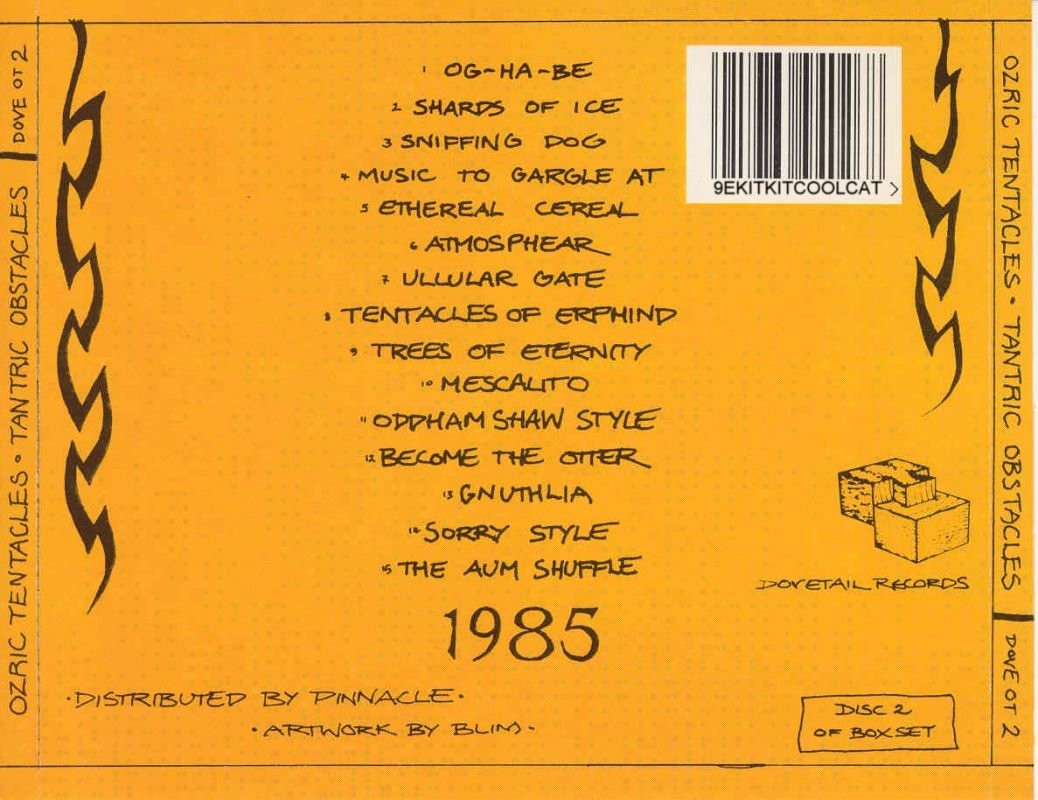 OZRIC TENTACLES • TANTRIC OBSTACLES
DOVE OT 2
1 OG-HA-BE
2 SHARDS OF ICE
3 SNIFFING DOG
4 MUSIC TO GARGLE AT
5 ETHEREAL CEREAL
6 ATMOSPHEAR
7 ULLULAR GATE
8 TENTACLES OF ERPHIND
9 TREES OF ETERNITY
10 MESCALITO
11 ODDHAM SHAW STYLE
12 BECOME THE OTTER
13 GNUTHLIA
14 SORRY STYLE
15 THE AUM SHUFFLE
1985
•DISTRIBUTED BY PINNACLE•
•ARTWORK BY BLIM•
9EKITKITCOOLCAT >
DOVETAIL RECORDS
DISC 2
OF BOXSET
OZRIC TENTACLES • TANTRIC OBSTACLES
DOVE OT 2